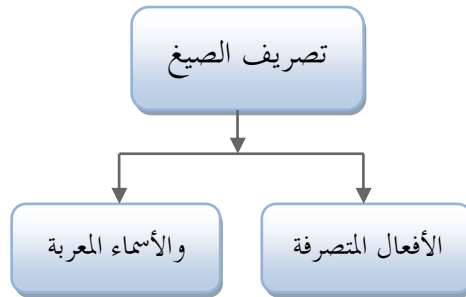 تصريف الصيغ
الأفعال المتصرفة
والأسماء المعربة